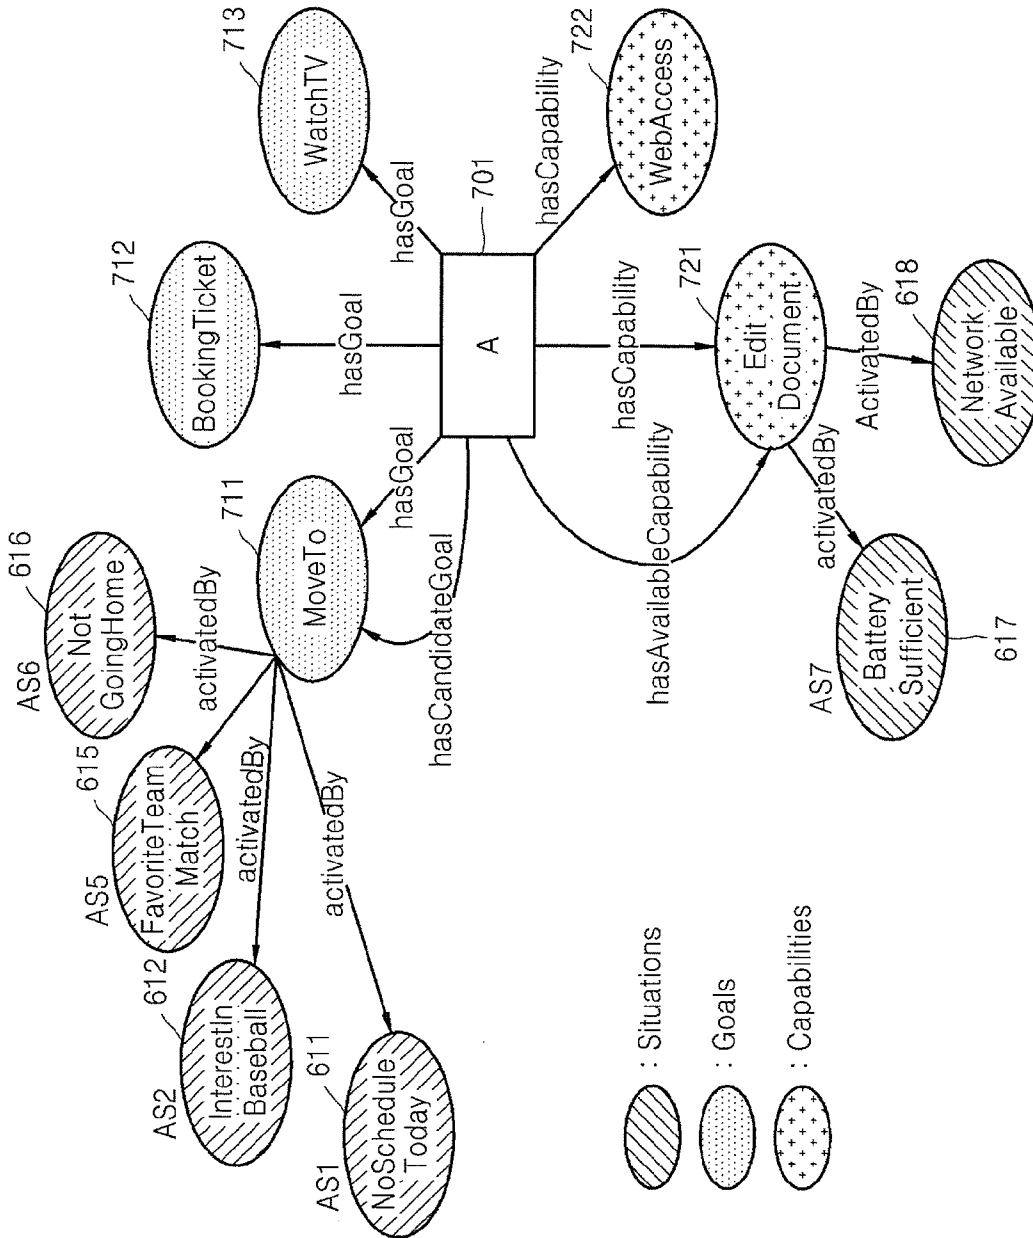 616
AS6
Not
GoingHome
activatedBy
615
AS5
FavoriteTeam
Match
activatedBy
612
AS2
InterestIn
Baseball
activatedBy
611
AS1
NoSchedule
Today
711
MoveTo
hasGoal
hasCandidateGoal
712
BookingTicket
hasGoal
713
WatchTV
hasGoal
701
A
hasCapability
722
WebAccess
hasCapability
hasAvailableCapability
721
Edit
Document
activatedBy
ActivatedBy
AS7
Battery
Sufficient
617
618
Network
Available
: Situations
: Goals
: Capabilities